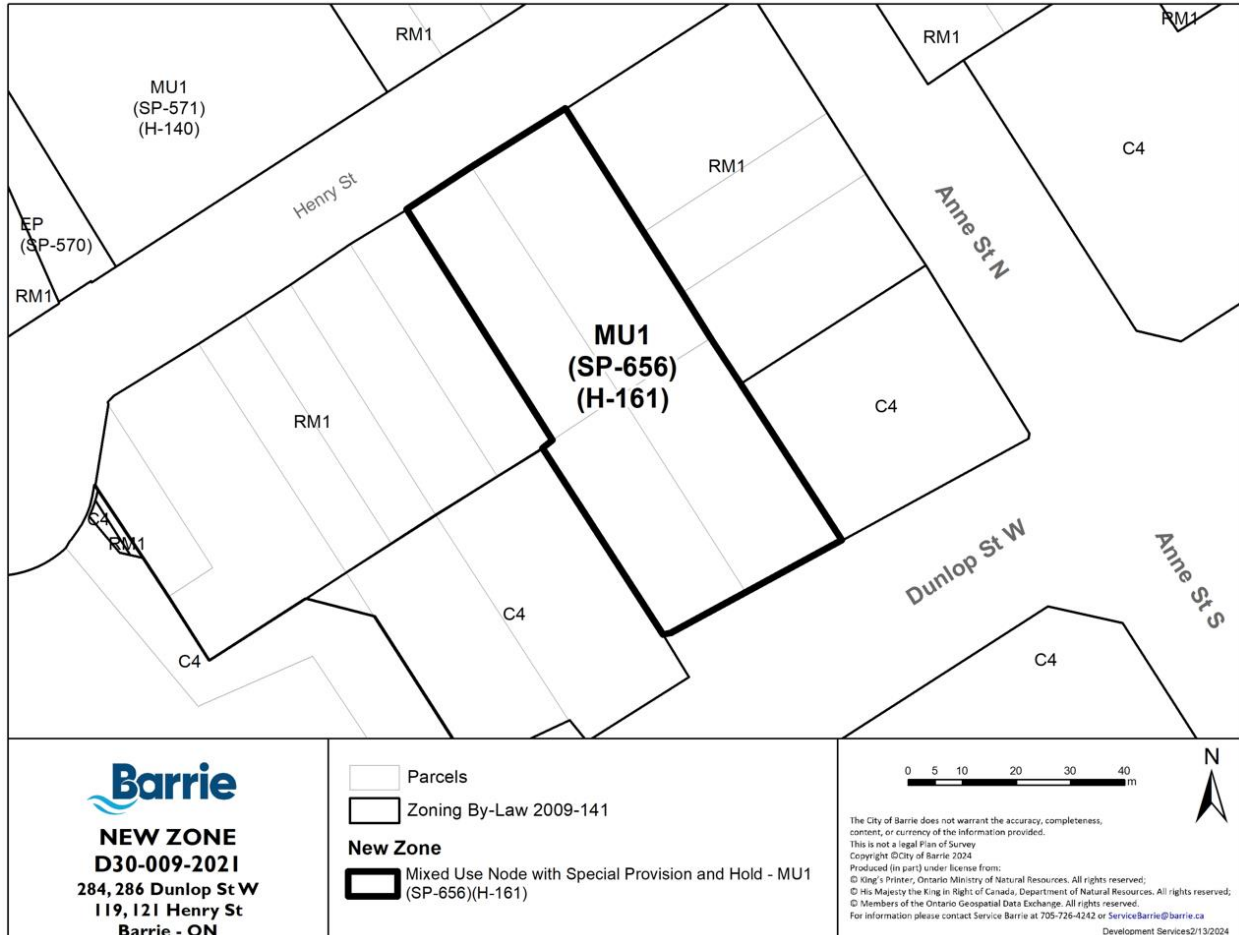 RM1
RM1
RM1
MU1
(SP-571)
(H-140)
C4
Henry St
RM1
Anne St N
EP
(SP-570)
RM1
MU1
(SP-656)
(H-161)
RM1
C4
C4
RM1
Dunlop St W
Anne St S
C4
C4
C4
Barrie
NEW ZONE
D30-009-2021
284, 286 Dunlop St W
119, 121 Henry St
Barrie - ON
Parcels
Zoning By-Law 2009-141
New Zone
Mixed Use Node with Special Provision and Hold - MU1
(SP-656)(H-161)
N
0 5 10 20 30 40
m
The City of Barrie does not warrant the accuracy, completeness,
content, or currency of the information provided.
This is not a legal Plan of Survey
Copyright ©City of Barrie 2024
Produced (in part) under license from:
© King's Printer, Ontario Ministry of Natural Resources. All rights reserved;
© His Majesty the King in Right of Canada, Department of Natural Resources. All rights reserved;
© Members of the Ontario Geospatial Data Exchange. All rights reserved.
For information please contact Service Barrie at 705-726-4242 or ServiceBarrie@barrie.ca
Development Services2/13/2024